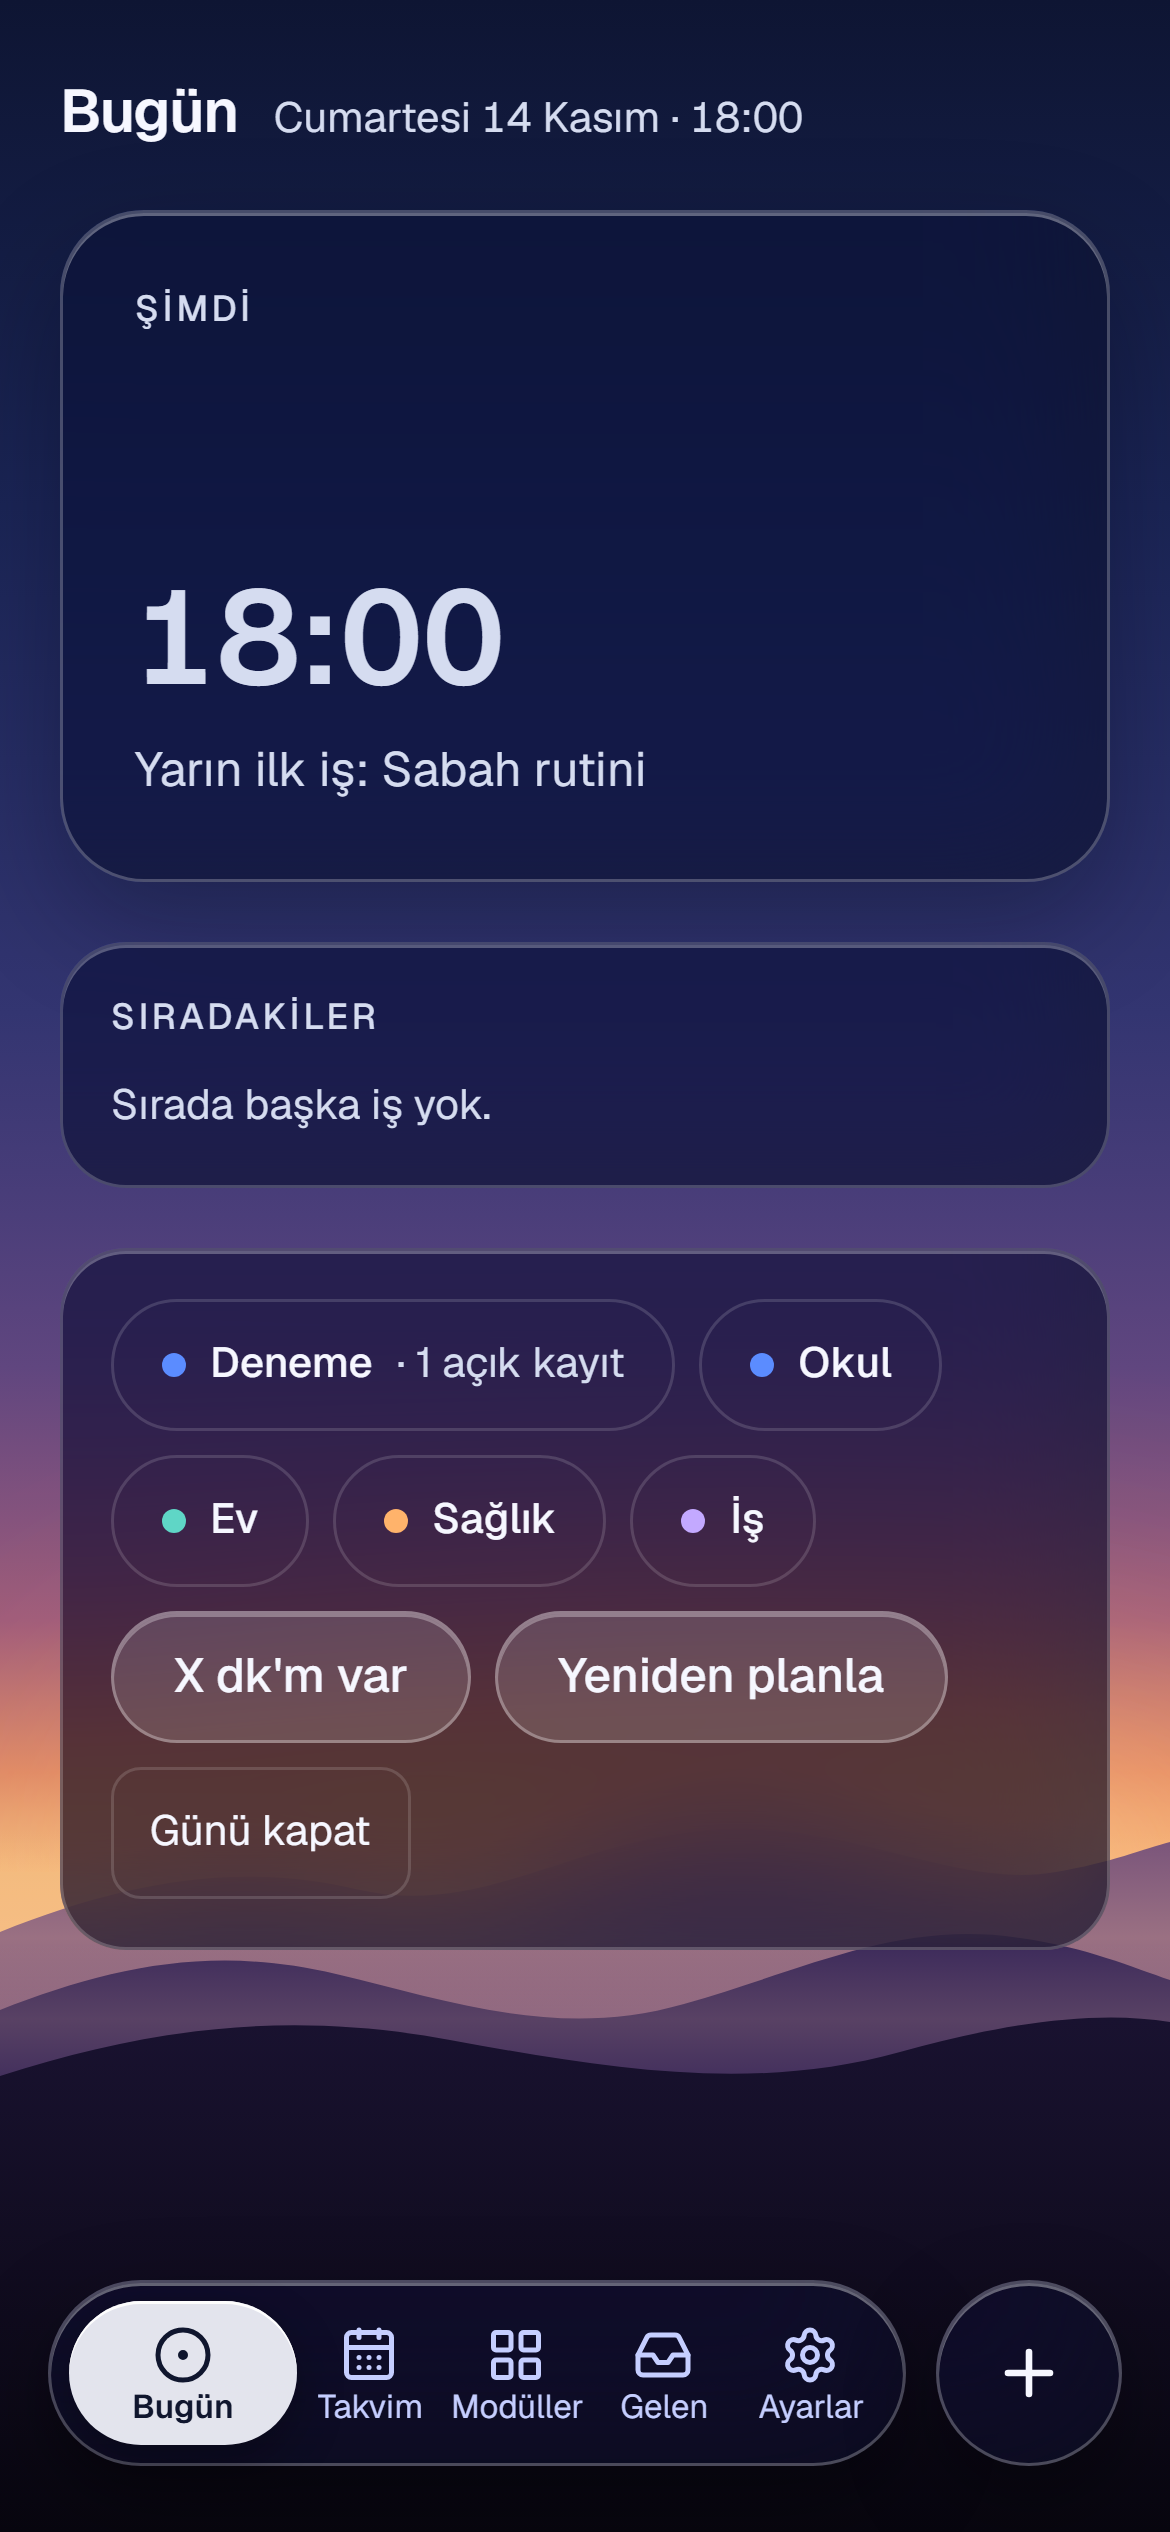 Bugün Cumartesi 14 Kasım · 18:00
ŞİMDİ
18:00
Yarın ilk iş: Sabah rutini
SIRADAKİLER
Sırada başka iş yok.
Deneme · 1 açık kayıt Okul
Ev Sağlık İş
X dk'm var Yeniden planla
Günü kapat
Bugün Takvim Modüller Gelen Ayarlar